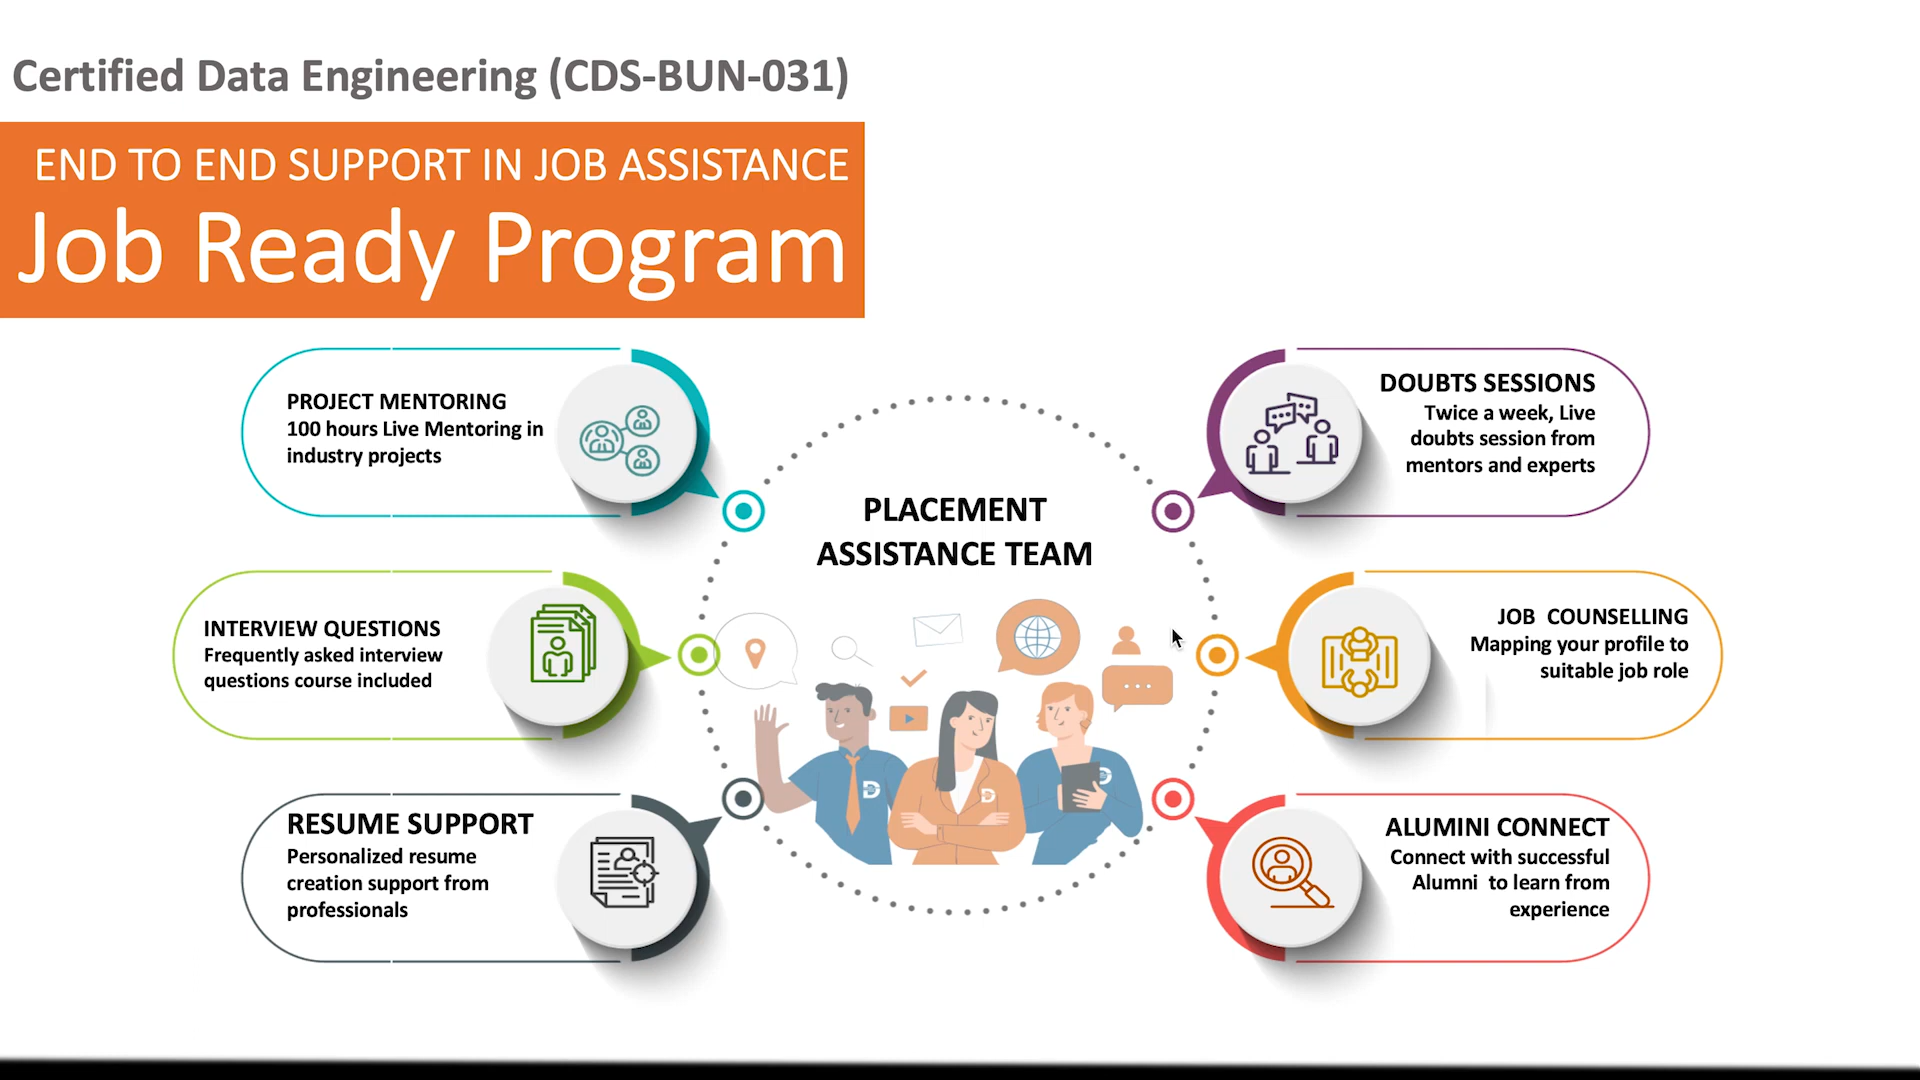 Certified Data Engineering (CDS-BUN-031)
END TO END SUPPORT IN JOB ASSISTANCE
Job Ready Program
PROJECT MENTORING
100 hours Live Mentoring in
industry projects
INTERVIEW QUESTIONS
Frequently asked interview
questions course included
RESUME SUPPORT
Personalized resume
creation support from
professionals
PLACEMENT
ASSISTANCE TEAM
D
D
D
DOUBTS SESSIONS
Twice a week, Live
doubts session from
mentors and experts
JOB  COUNSELLING
Mapping your profile to
suitable job role
ALUMINI CONNECT
Connect with successful
Alumni  to learn from
experience